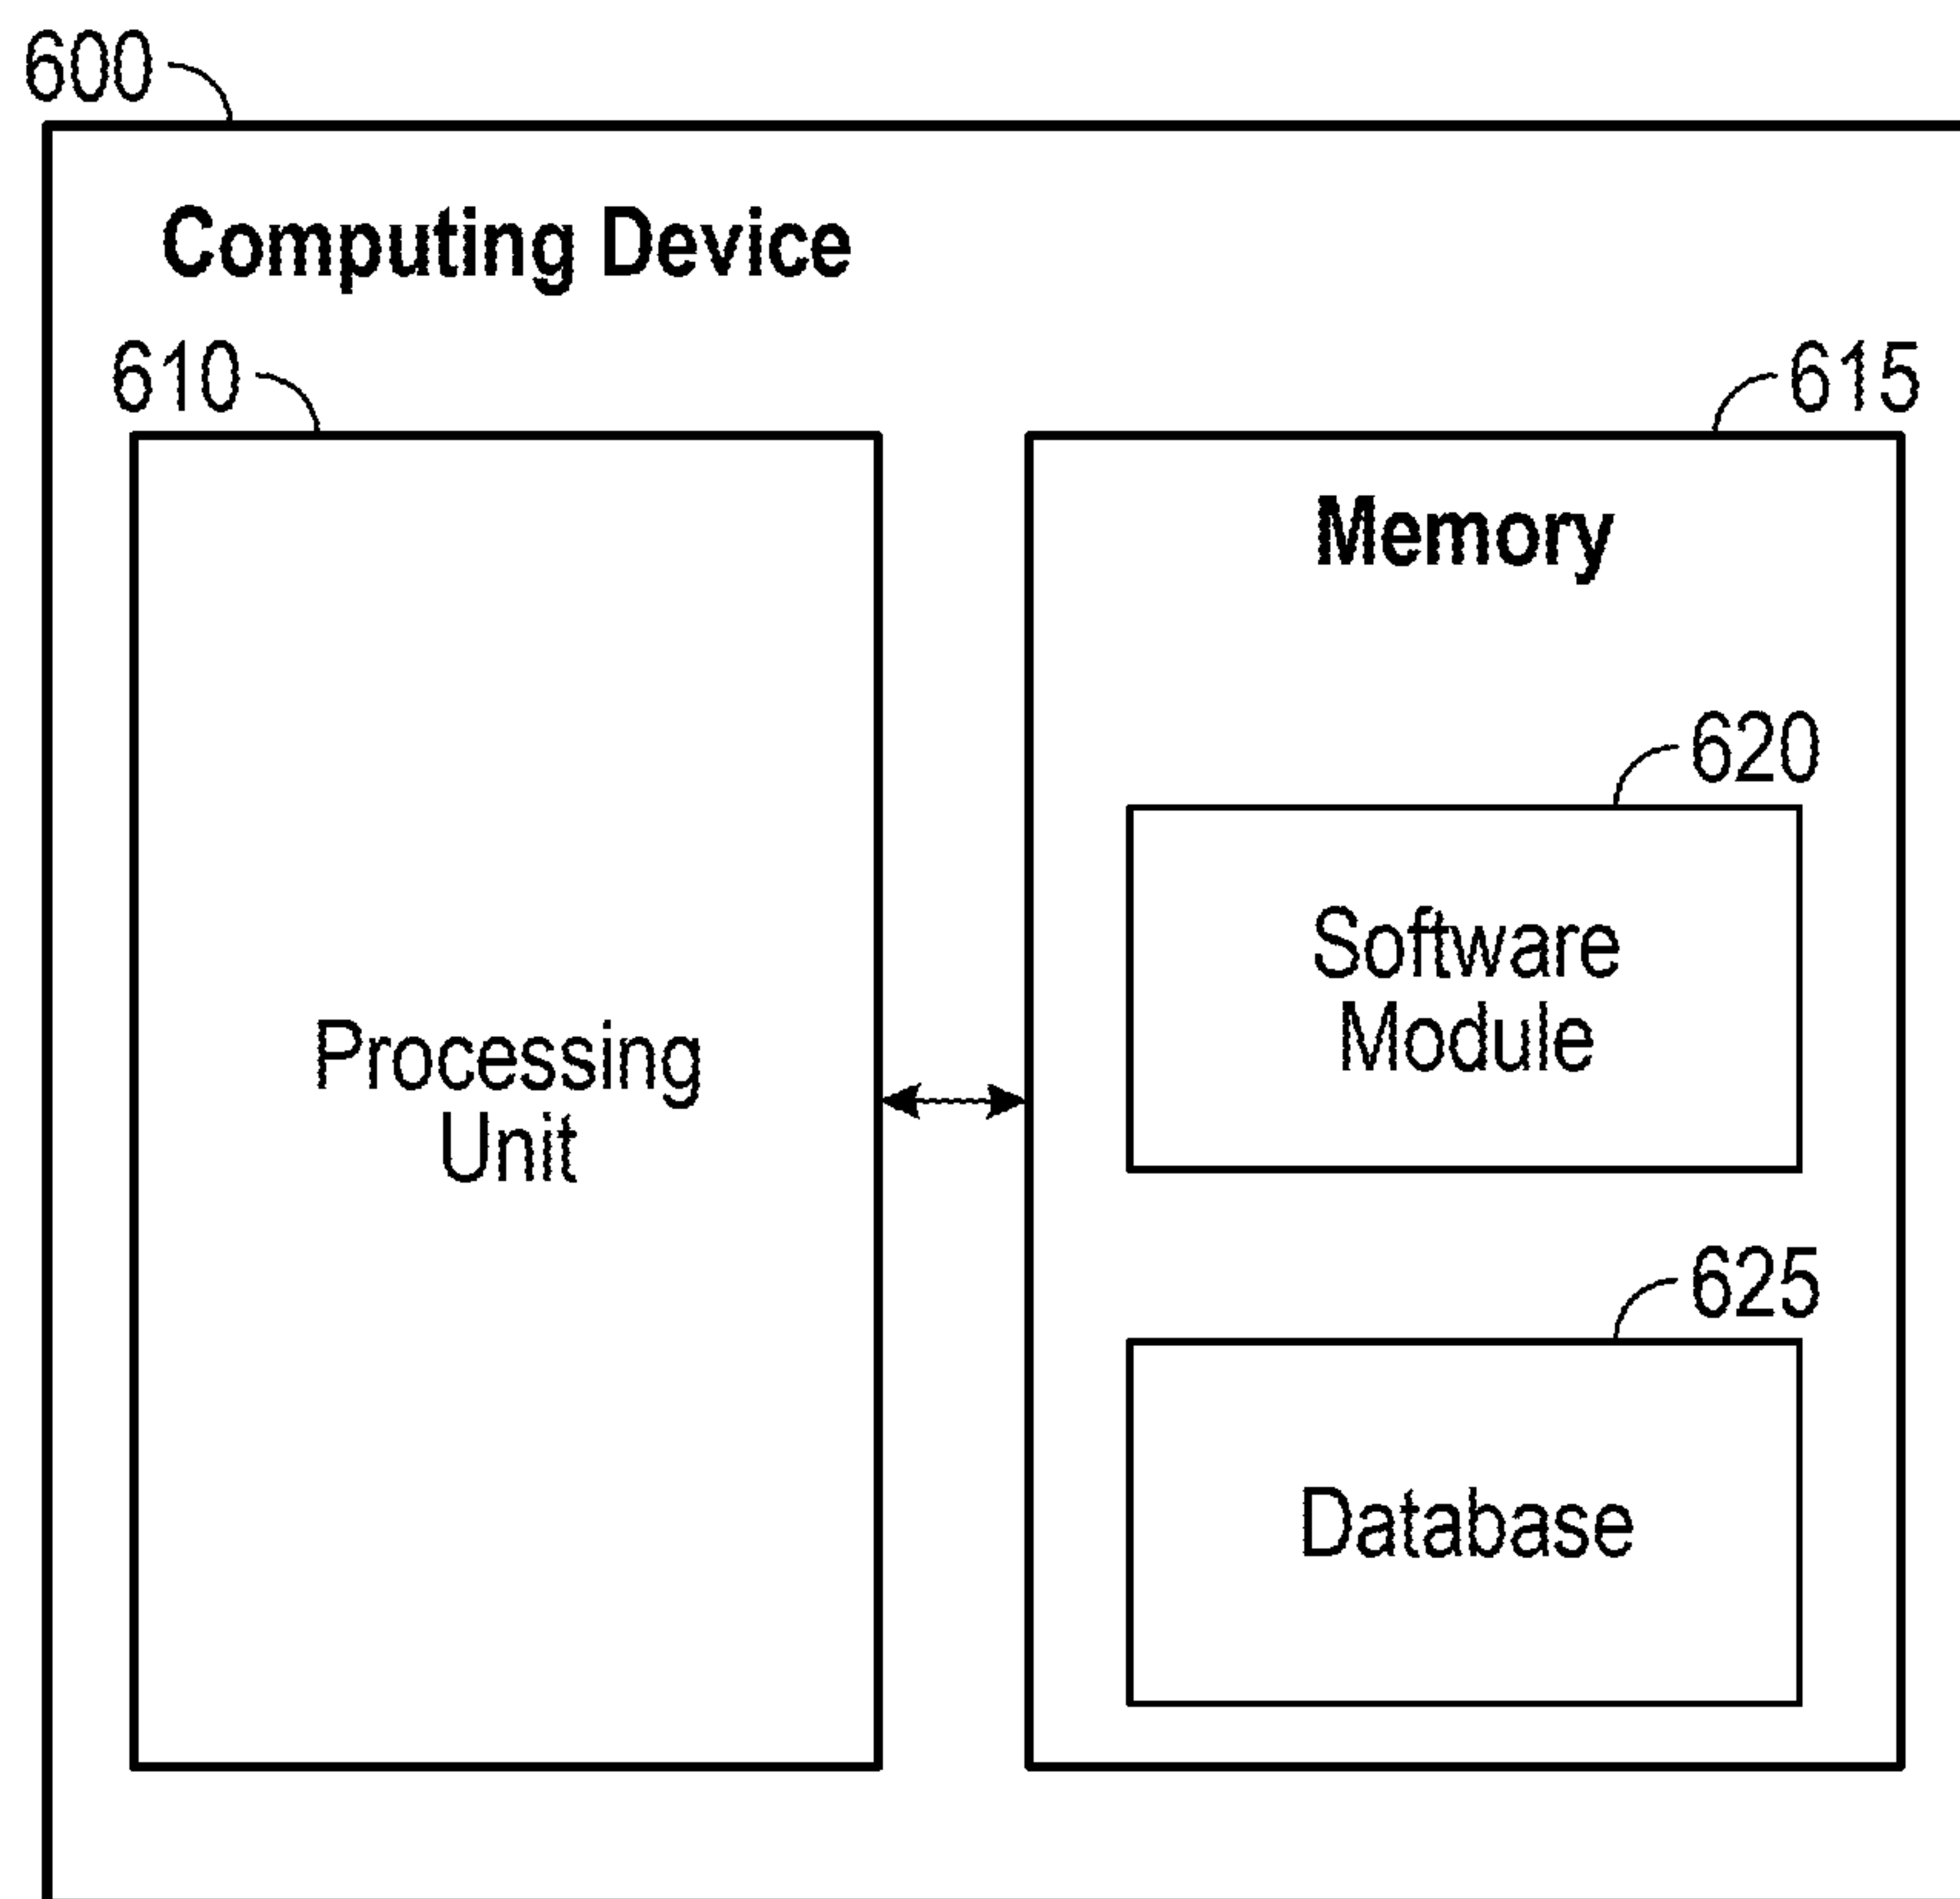 600
Computing Device
610
615
Memory
620
Software
Module
Processing
Unit
625
Database